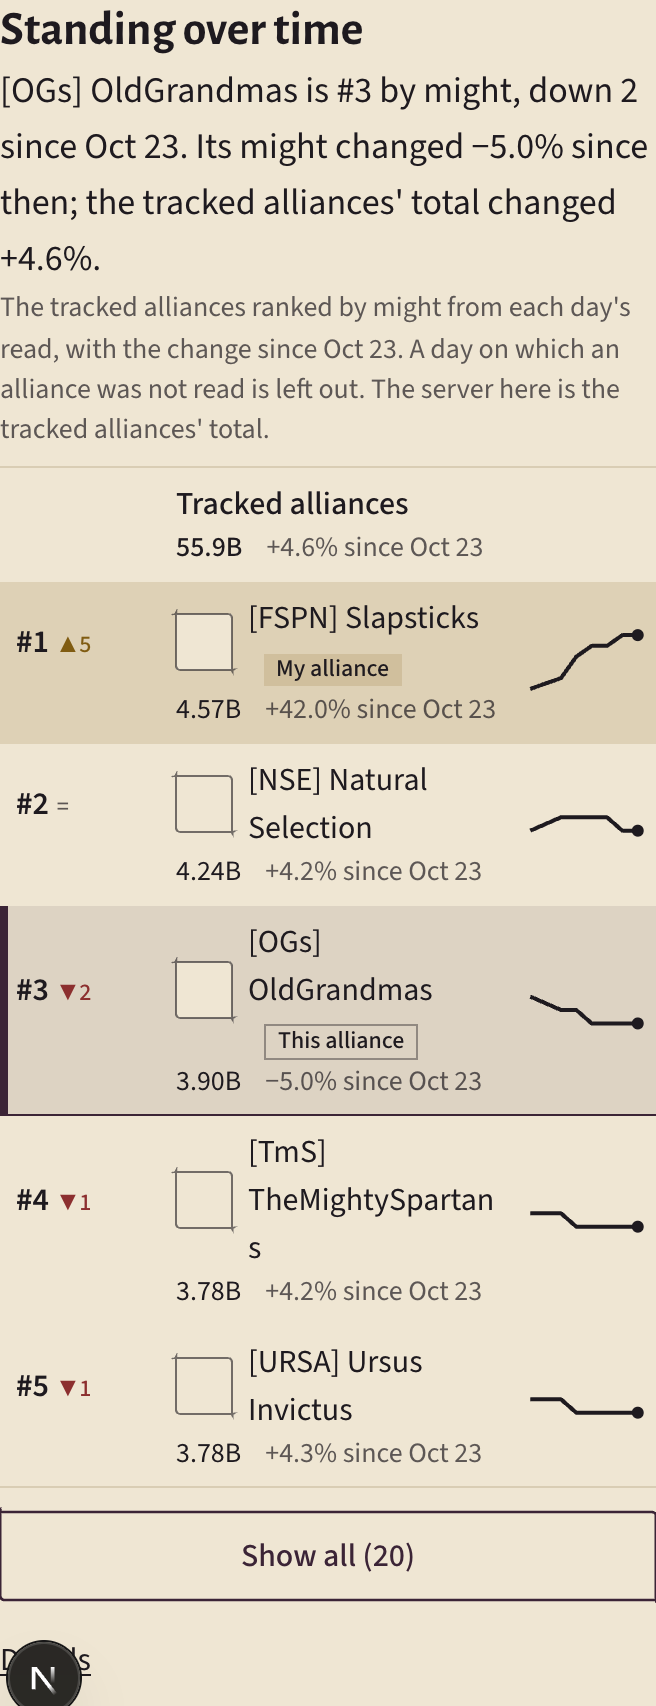 Standing over time
[OGs] OldGrandmas is #3 by might, down 2
since Oct 23. Its might changed −5.0% since
then; the tracked alliances' total changed
+4.6%.
The tracked alliances ranked by might from each day's
read, with the change since Oct 23. A day on which an
alliance was not read is left out. The server here is the
tracked alliances' total.
Tracked alliances
55.9B +4.6% since Oct 23
#1 ▲5
[FSPN] Slapsticks
My alliance
4.57B +42.0% since Oct 23
#2 =
[NSE] Natural
Selection
4.24B +4.2% since Oct 23
#3 ▼2
[OGs]
OldGrandmas
This alliance
3.90B −5.0% since Oct 23
#4 ▼1
[TmS]
TheMightySpartan
s
3.78B +4.2% since Oct 23
#5 ▼1
[URSA] Ursus
Invictus
3.78B +4.3% since Oct 23
Show all (20)
N